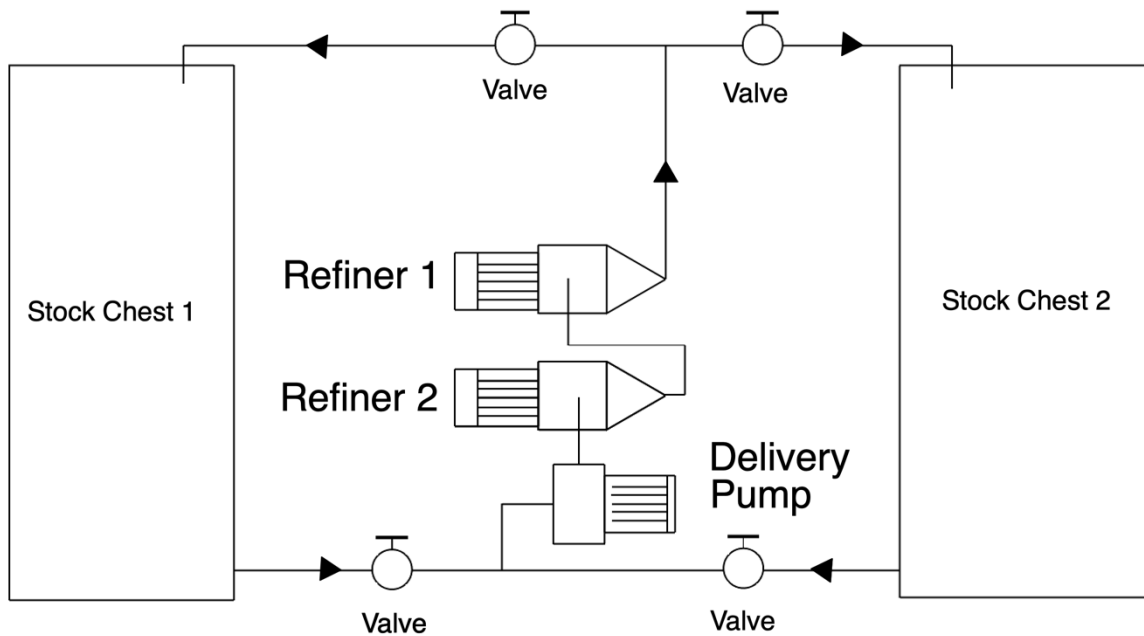 Valve
Valve
Refiner 1
Stock Chest 1
Stock Chest 2
Refiner 2
Delivery
Pump
Valve
Valve